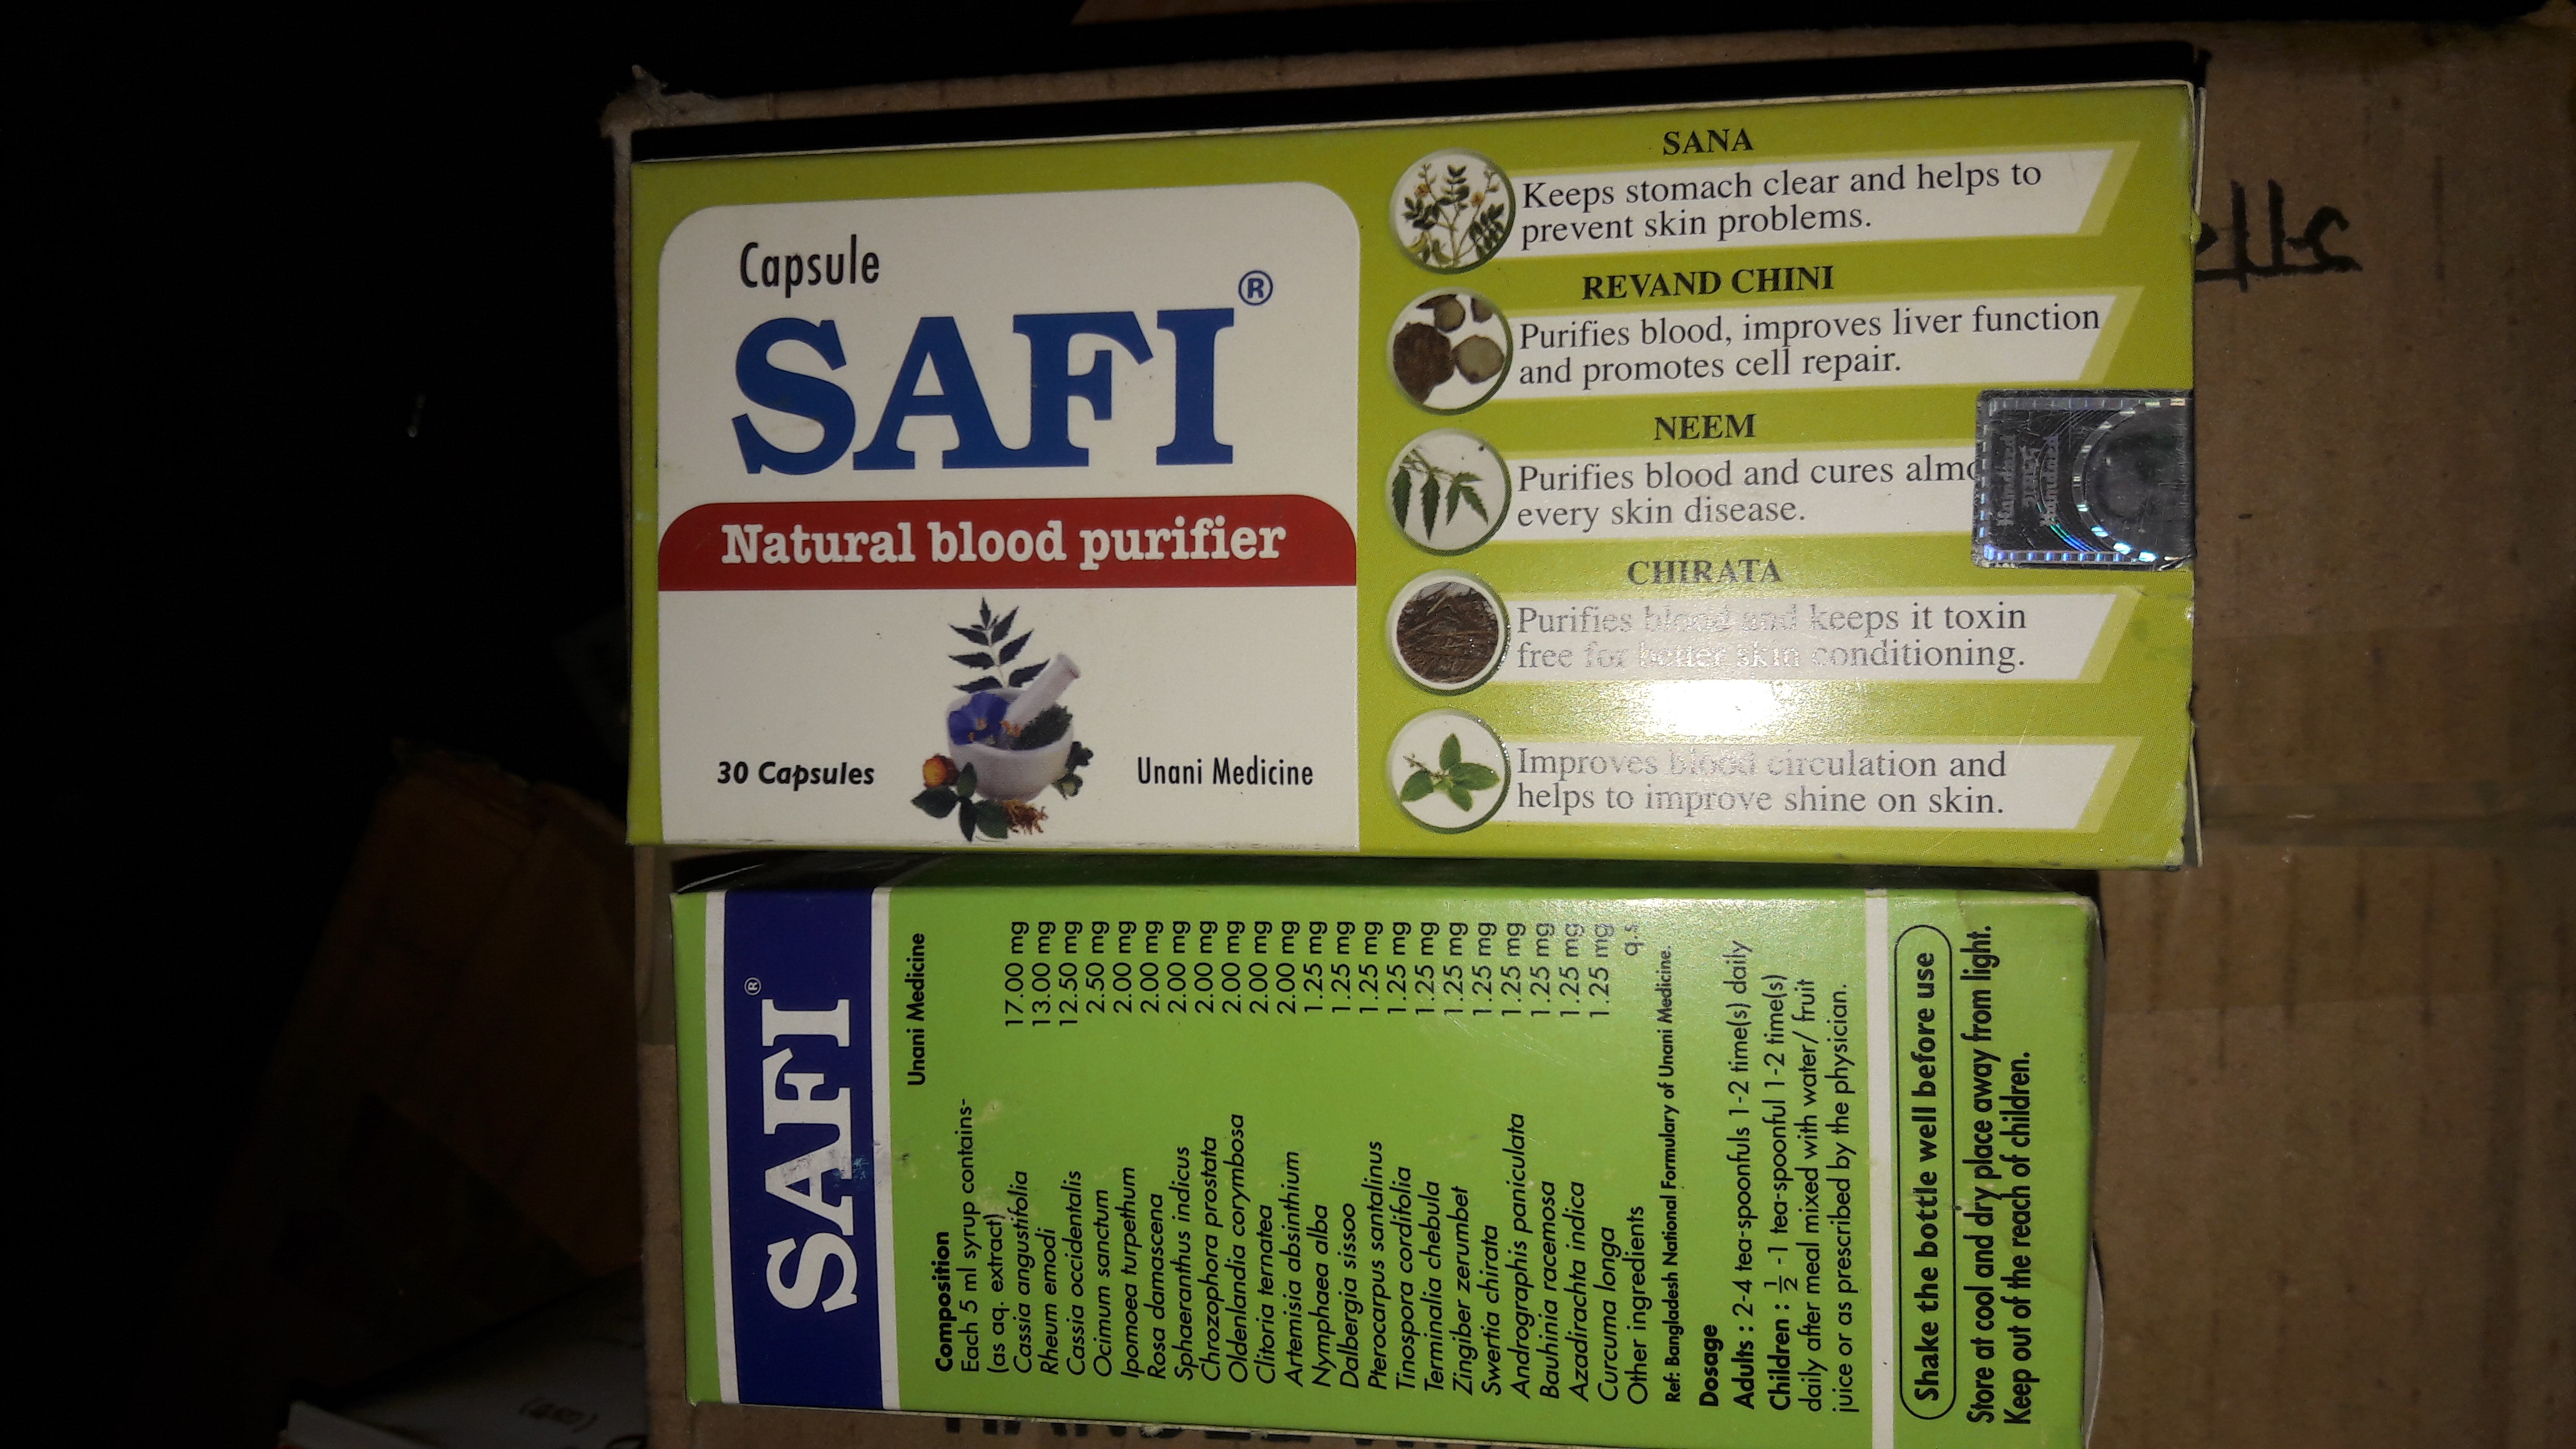 Capsule
SAFI®
Natural blood purifier
30 Capsules
Unani Medicine
SANA
Keeps stomach clear and helps to
prevent skin problems.
REVAND CHINI
Purifies blood, improves liver function
and promotes cell repair.
NEEM
Purifies blood and cures
every skin disease.
CHIRATA
Purifies blood and keeps it toxin
free for better skin conditioning.
Improves blood circulation and
helps to improve shine on skin.
Hamdard
Hamdard
SAFI®
Unani Medicine
Composition
Each 5 ml syrup contains-
(as aq. extract)
Cassia angustifolia 17.00 mg
Rheum emodi 13.00 mg
Cassia occidentalis 12.50 mg
Ocimum sanctum 2.50 mg
Ipomoea turpethum 2.00 mg
Rosa damascena 2.00 mg
Sphaeranthus indicus 2.00 mg
Chrozophora prostata 2.00 mg
Oldenlandia corymbosa 2.00 mg
Clitoria ternatea 2.00 mg
Artemisia absinthium 2.00 mg
Nymphaea alba 1.25 mg
Dalbergia sissoo 1.25 mg
Pterocarpus santalinus 1.25 mg
Tinospora cordifolia 1.25 mg
Terminalia chebula 1.25 mg
Zingiber zerumbet 1.25 mg
Swertia chirata 1.25 mg
Andrographis paniculata 1.25 mg
Bauhinia racemosa 1.25 mg
Azadirachta indica 1.25 mg
Curcuma longa 1.25 mg
Other ingredients q.s.
Ref: Bangladesh National Formulary of Unani Medicine.
Dosage
Adults : 2-4 tea-spoonfuls 1-2 time(s) daily
Children : ½ -1 tea-spoonful 1-2 time(s)
daily after meal mixed with water/ fruit
juice or as prescribed by the physician.
Shake the bottle well before use
Store at cool and dry place away from light.
Keep out of the reach of children.